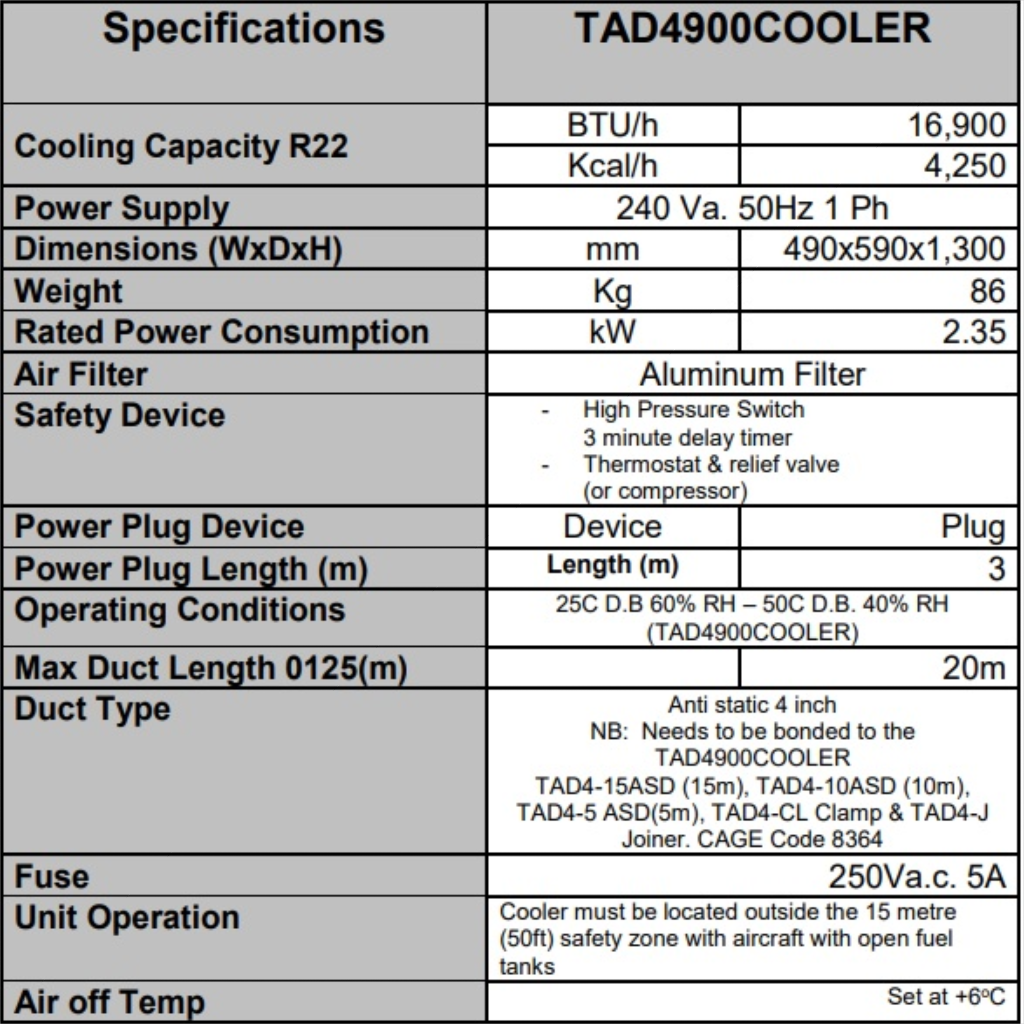 Specifications TAD4900COOLER
Cooling Capacity R22
BTU/h 16,900
Kcal/h 4,250
Power Supply 240 Va. 50Hz 1 Ph
Dimensions (WxDxH) mm 490x590x1,300
Weight Kg 86
Rated Power Consumption kW 2.35
Air Filter Aluminum Filter
Safety Device - High Pressure Switch
3 minute delay timer
- Thermostat & relief valve
(or compressor)
Power Plug Device Device Plug
Power Plug Length (m) Length (m) 3
Operating Conditions 25C D.B 60% RH – 50C D.B. 40% RH
(TAD4900COOLER)
Max Duct Length 0125(m) 20m
Duct Type Anti static 4 inch
NB: Needs to be bonded to the
TAD4900COOLER
TAD4-15ASD (15m), TAD4-10ASD (10m),
TAD4-5 ASD(5m), TAD4-CL Clamp & TAD4-J
Joiner. CAGE Code 8364
Fuse 250Va.c. 5A
Unit Operation Cooler must be located outside the 15 metre
(50ft) safety zone with aircraft with open fuel
tanks
Air off Temp Set at +6ºC